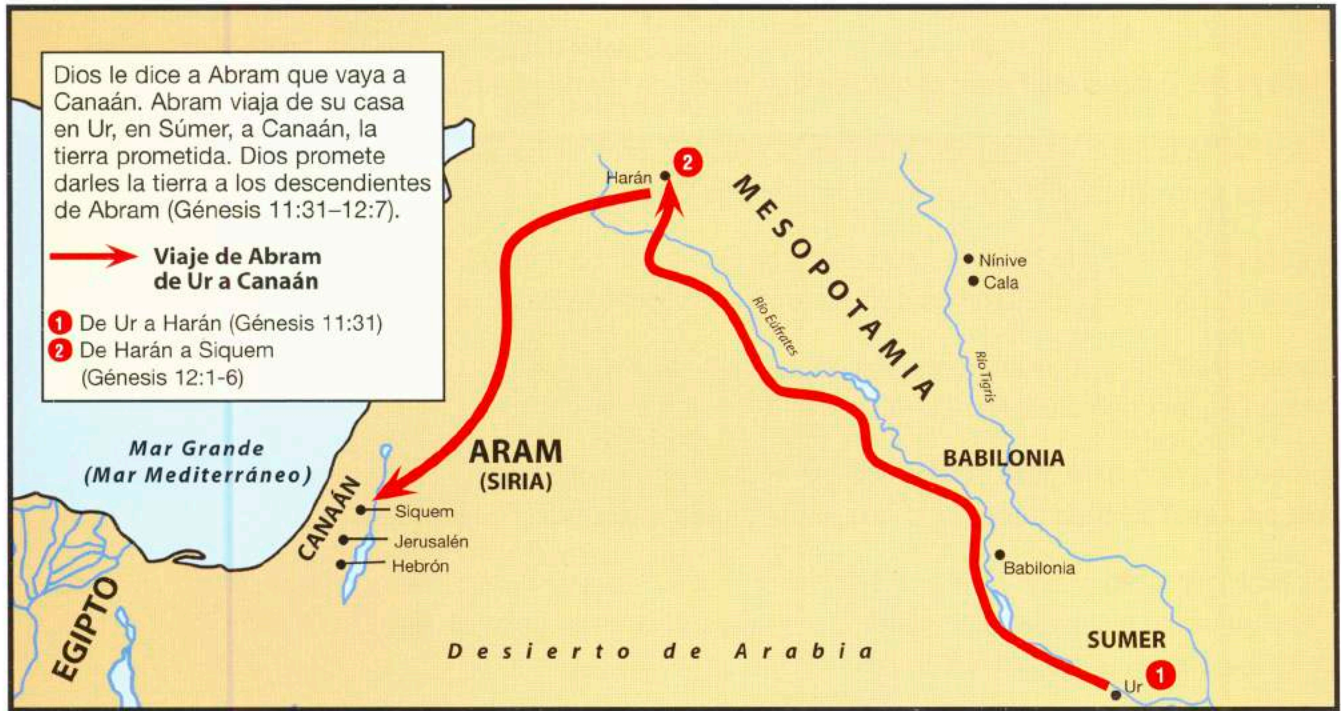 Dios le dice a Abram que vaya a
Canaán. Abram viaja de su casa
en Ur, en Súmer, a Canaán, la
tierra prometida. Dios promete
darles la tierra a los descendientes
de Abram (Génesis 11:31–12:7).
Viaje de Abram
de Ur a Canaán
1 De Ur a Harán (Génesis 11:31)
2 De Harán a Siquem
(Génesis 12:1-6)
Harán
2
MESOPOTAMIA
Nínive
Cala
Río Eúfrates
Río Tigris
Mar Grande
(Mar Mediterráneo)
ARAM
(SIRIA)
BABILONIA
CANAÁN
Siquem
Jerusalén
Hebrón
Babilonia
EGIPTO
Desierto de Arabia
SUMER
Ur
1